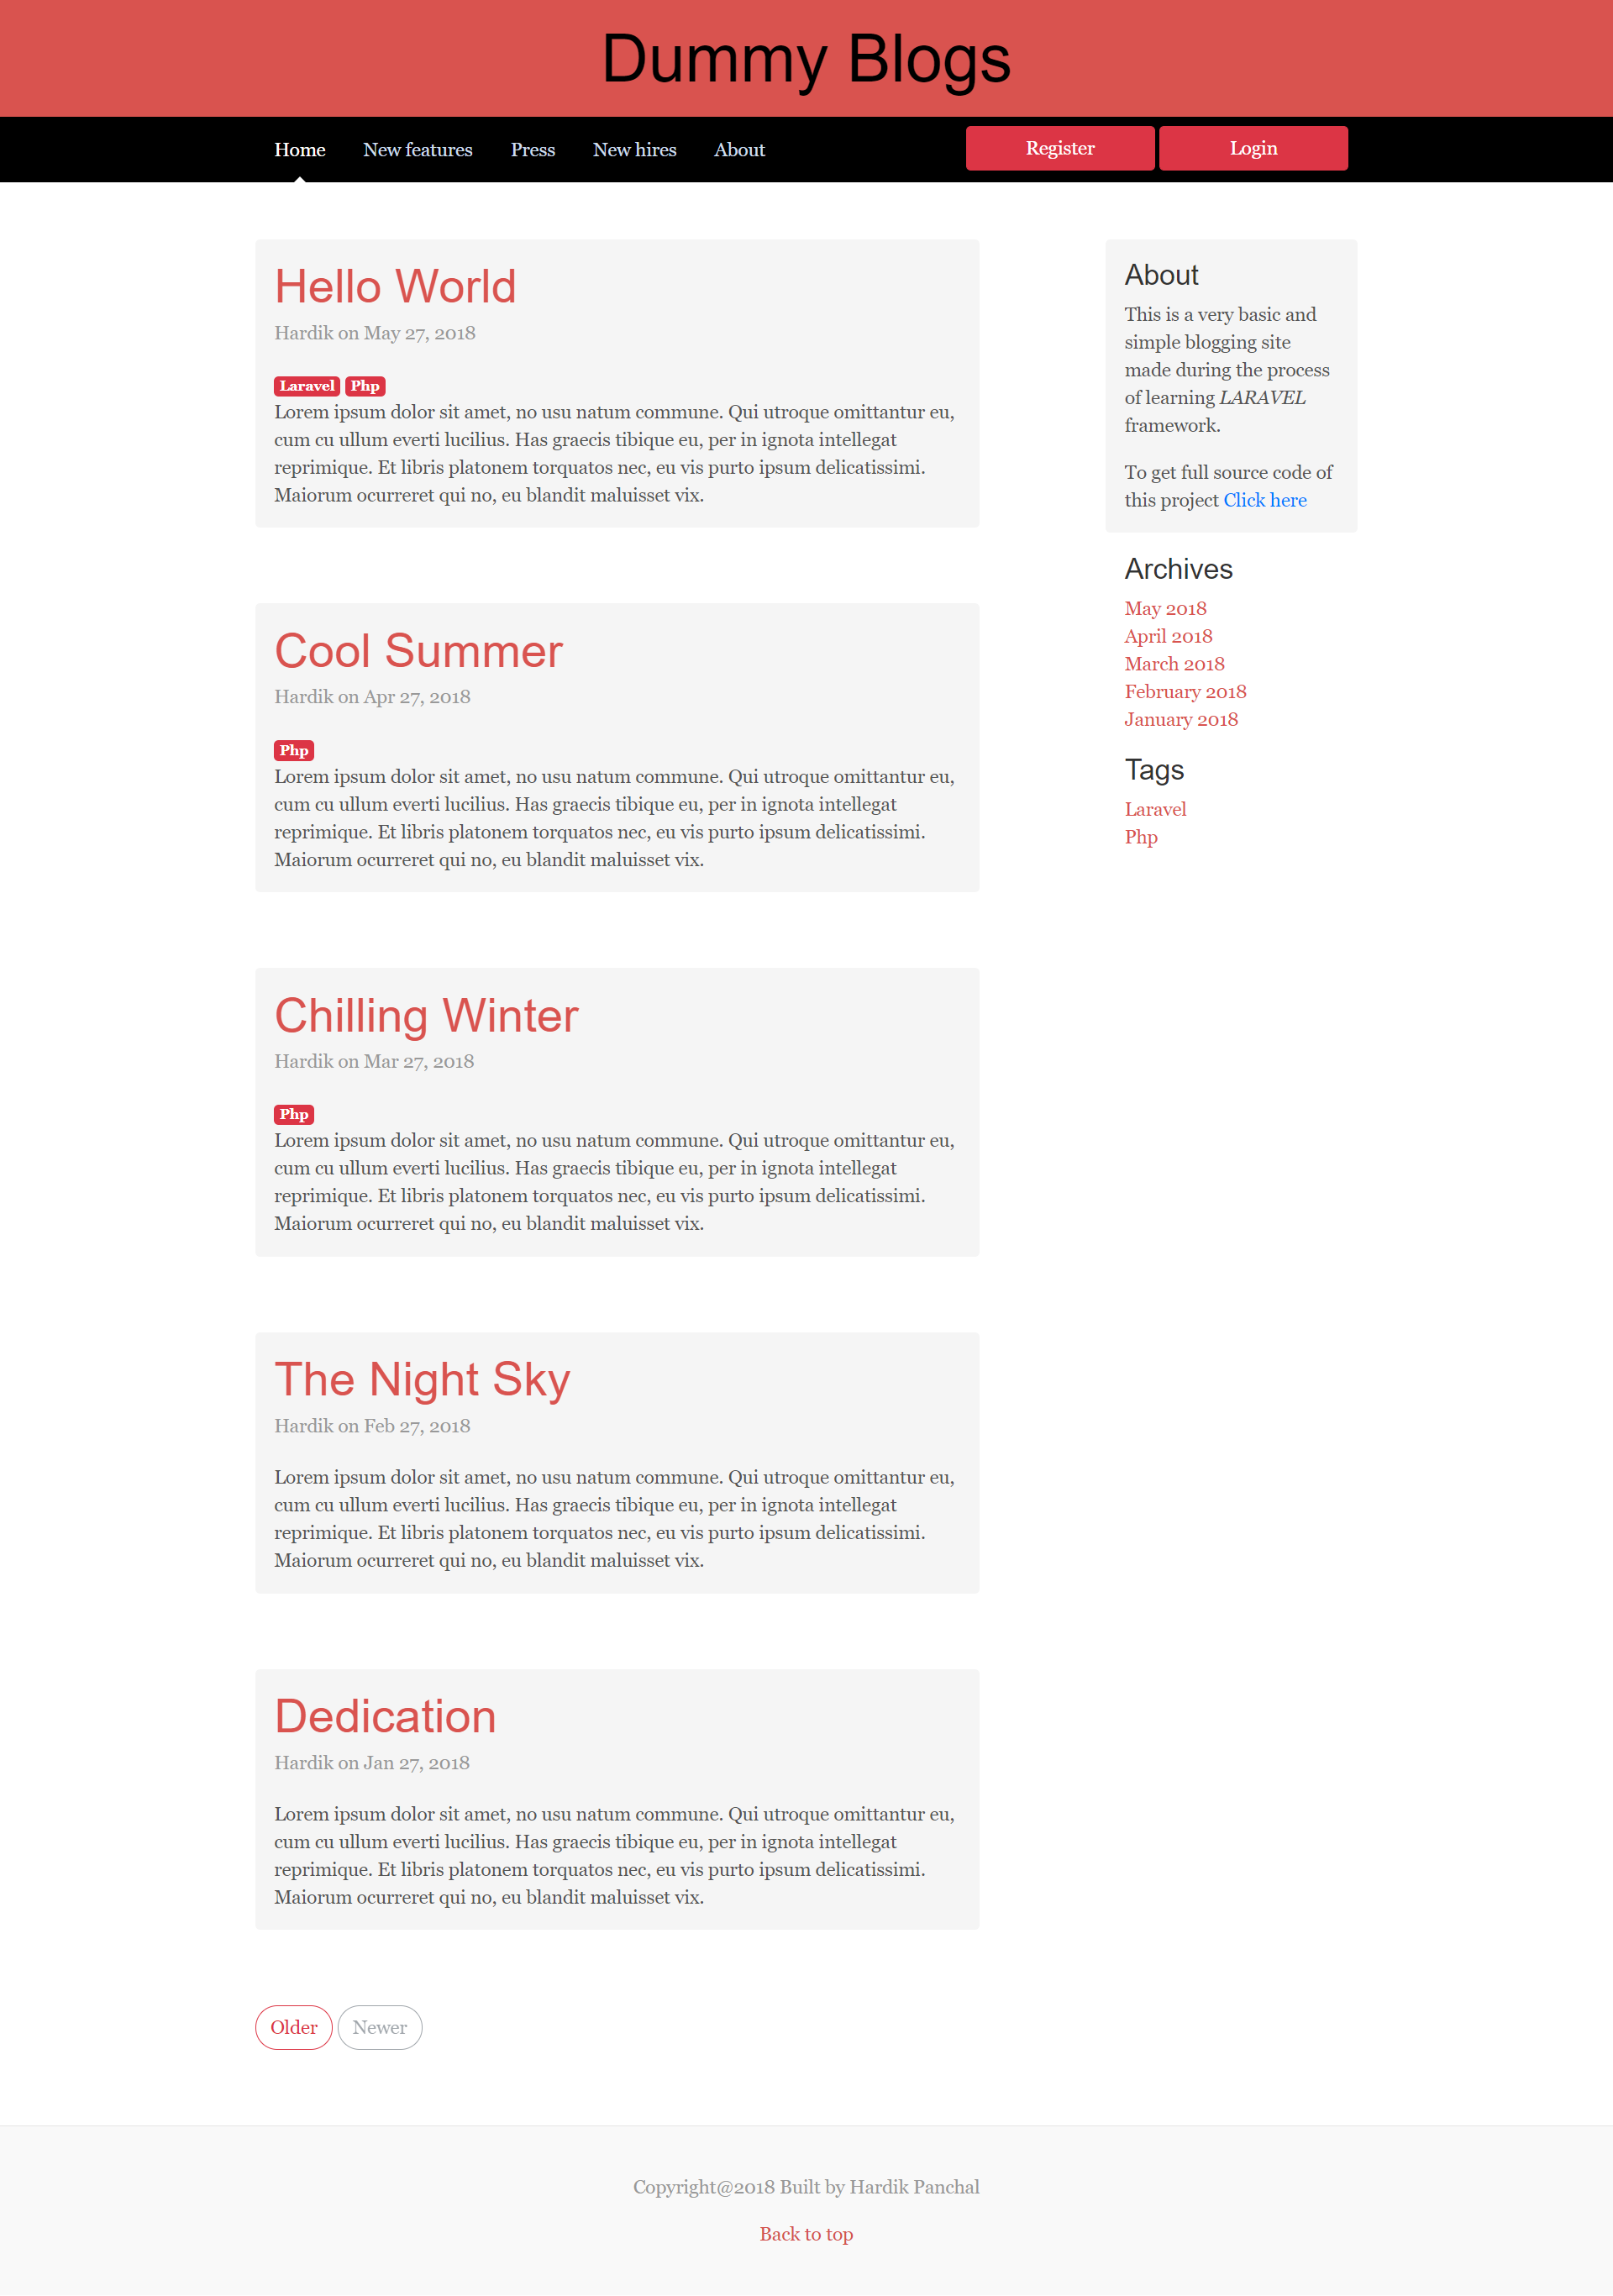 Dummy Blogs
Home New features Press New hires About Register Login
Hello World
Hardik on May 27, 2018
Laravel Php
Lorem ipsum dolor sit amet, no usu natum commune. Qui utroque omittantur eu,
cum cu ullum everti lucilius. Has graecis tibique eu, per in ignota intellegat
reprimique. Et libris platonem torquatos nec, eu vis purto ipsum delicatissimi.
Maiorum ocurreret qui no, eu blandit maluisset vix.
Cool Summer
Hardik on Apr 27, 2018
Php
Lorem ipsum dolor sit amet, no usu natum commune. Qui utroque omittantur eu,
cum cu ullum everti lucilius. Has graecis tibique eu, per in ignota intellegat
reprimique. Et libris platonem torquatos nec, eu vis purto ipsum delicatissimi.
Maiorum ocurreret qui no, eu blandit maluisset vix.
Chilling Winter
Hardik on Mar 27, 2018
Php
Lorem ipsum dolor sit amet, no usu natum commune. Qui utroque omittantur eu,
cum cu ullum everti lucilius. Has graecis tibique eu, per in ignota intellegat
reprimique. Et libris platonem torquatos nec, eu vis purto ipsum delicatissimi.
Maiorum ocurreret qui no, eu blandit maluisset vix.
The Night Sky
Hardik on Feb 27, 2018
Lorem ipsum dolor sit amet, no usu natum commune. Qui utroque omittantur eu,
cum cu ullum everti lucilius. Has graecis tibique eu, per in ignota intellegat
reprimique. Et libris platonem torquatos nec, eu vis purto ipsum delicatissimi.
Maiorum ocurreret qui no, eu blandit maluisset vix.
Dedication
Hardik on Jan 27, 2018
Lorem ipsum dolor sit amet, no usu natum commune. Qui utroque omittantur eu,
cum cu ullum everti lucilius. Has graecis tibique eu, per in ignota intellegat
reprimique. Et libris platonem torquatos nec, eu vis purto ipsum delicatissimi.
Maiorum ocurreret qui no, eu blandit maluisset vix.
Older Newer
About
This is a very basic and
simple blogging site
made during the process
of learning LARAVEL
framework.
To get full source code of
this project Click here
Archives
May 2018
April 2018
March 2018
February 2018
January 2018
Tags
Laravel
Php
Copyright@2018 Built by Hardik Panchal
Back to top